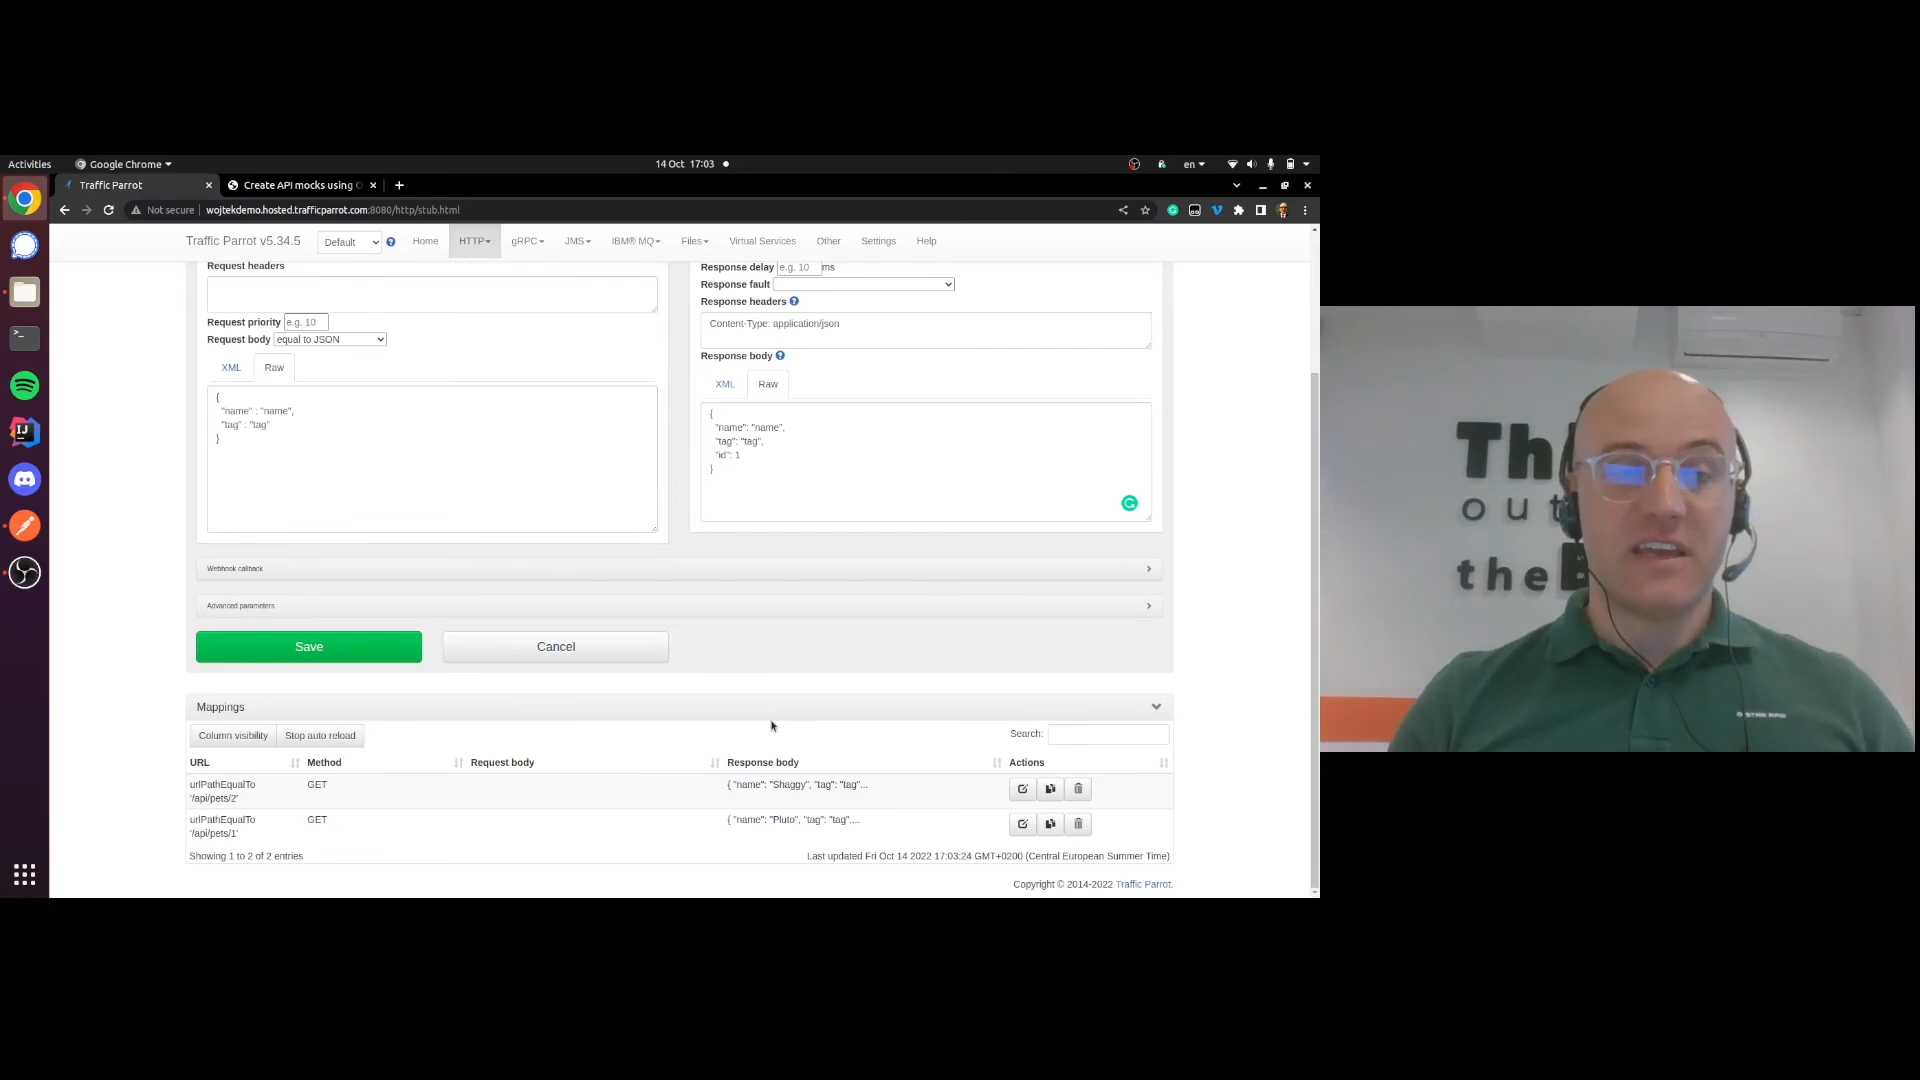 Activities
Google Chrome
14 Oct 17:03
en
Traffic Parrot
Create API mocks using O
Not secure
wojtekdemo.hosted.trafficparrot.com:8080/http/stub.html
Traffic Parrot v5.34.5
Default
Home
HTTP
gRPC
JMS
IBM® MQ
Files
Virtual Services
Other
Settings
Help
Request headers
Request priority e.g. 10
Request body equal to JSON
XML
Raw
{
"name" : "name",
"tag" : "tag"
}
Response delay e.g. 10 ms
Response fault
Response headers
Content-Type: application/json
Response body
XML
Raw
{
"name": "name",
"tag": "tag",
"id": 1
}
Webhook callback
Advanced parameters
Save
Cancel
Mappings
Column visibility
Stop auto reload
Search:
URL Method Request body Response body Actions
urlPathEqualTo GET { "name": "Shaggy", "tag": "tag"...
'/api/pets/2'
urlPathEqualTo GET { "name": "Pluto", "tag": "tag",...
'/api/pets/1'
Showing 1 to 2 of 2 entries
Last updated Fri Oct 14 2022 17:03:24 GMT+0200 (Central European Summer Time)
Copyright © 2014-2022 Traffic Parrot.
Th
out
the